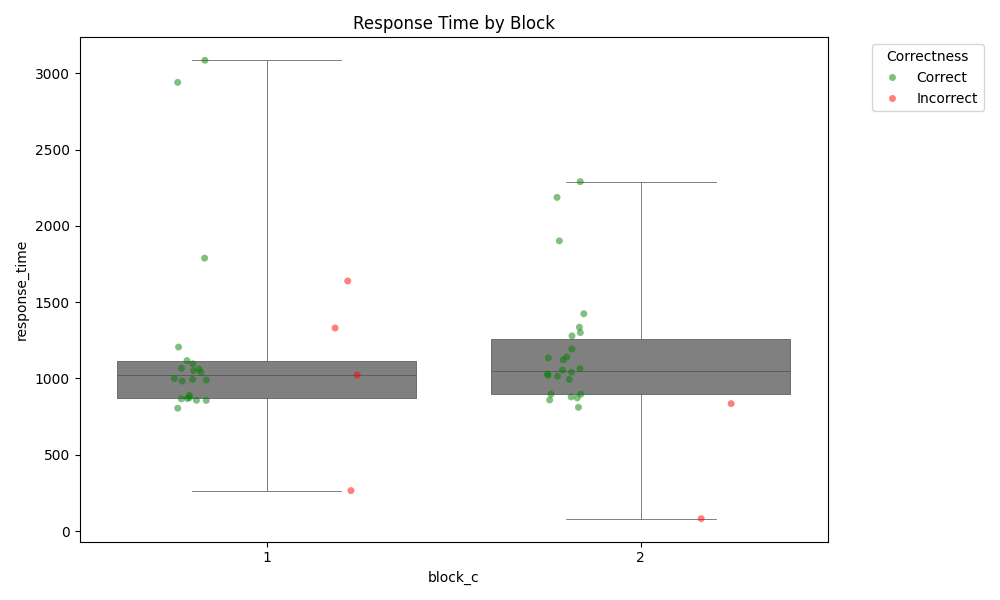 Response Time by Block
Correctness
Correct
Incorrect
response_time
3000
2500
2000
1500
1000
500
0
1
2
block_c